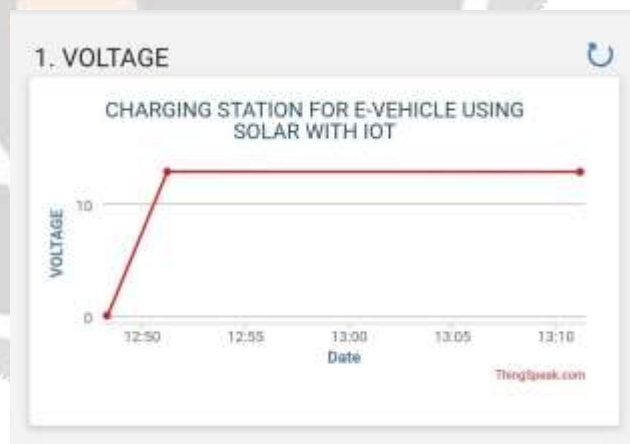 1. VOLTAGE
CHARGING STATION FOR E-VEHICLE USING
SOLAR WITH IOT
VOLTAGE
10
0
12:50 12:55 13:00 13:05 13:10
Date
ThingSpeak.com